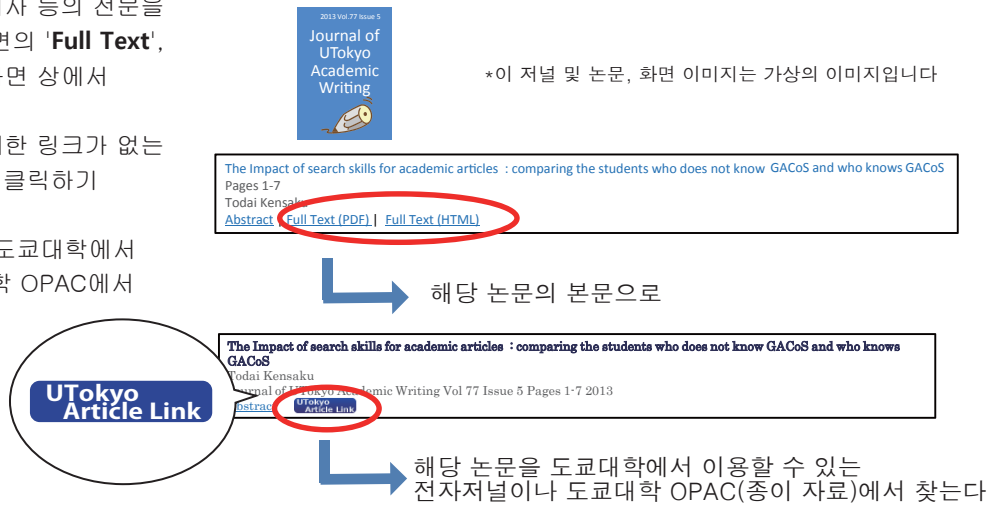 사 등의 전문을
면의 'Full Text',
면 상에서
한 링크가 없는
클릭하기
도쿄대학에서
학 OPAC에서
2013 Vol.77 Issue 5
Journal of
UTokyo
Academic
Writing
*이 저널 및 논문, 화면 이미지는 가상의 이미지입니다
The Impact of search skills for academic articles : comparing the students who does not know GACoS and who knows GACoS
Pages 1-7
Todai Kensaku
Abstract | Full Text (PDF) | Full Text (HTML)
해당 논문의 본문으로
The Impact of search skills for academic articles : comparing the students who does not know GACoS and who knows
GACoS
Todai Kensaku
Journal of UTokyo Academic Writing Vol 77 Issue 5 Pages 1-7 2013
Abstract
UTokyo
Article Link
UTokyo
Article Link
해당 논문을 도쿄대학에서 이용할 수 있는
전자저널이나 도쿄대학 OPAC(종이 자료)에서 찾는다